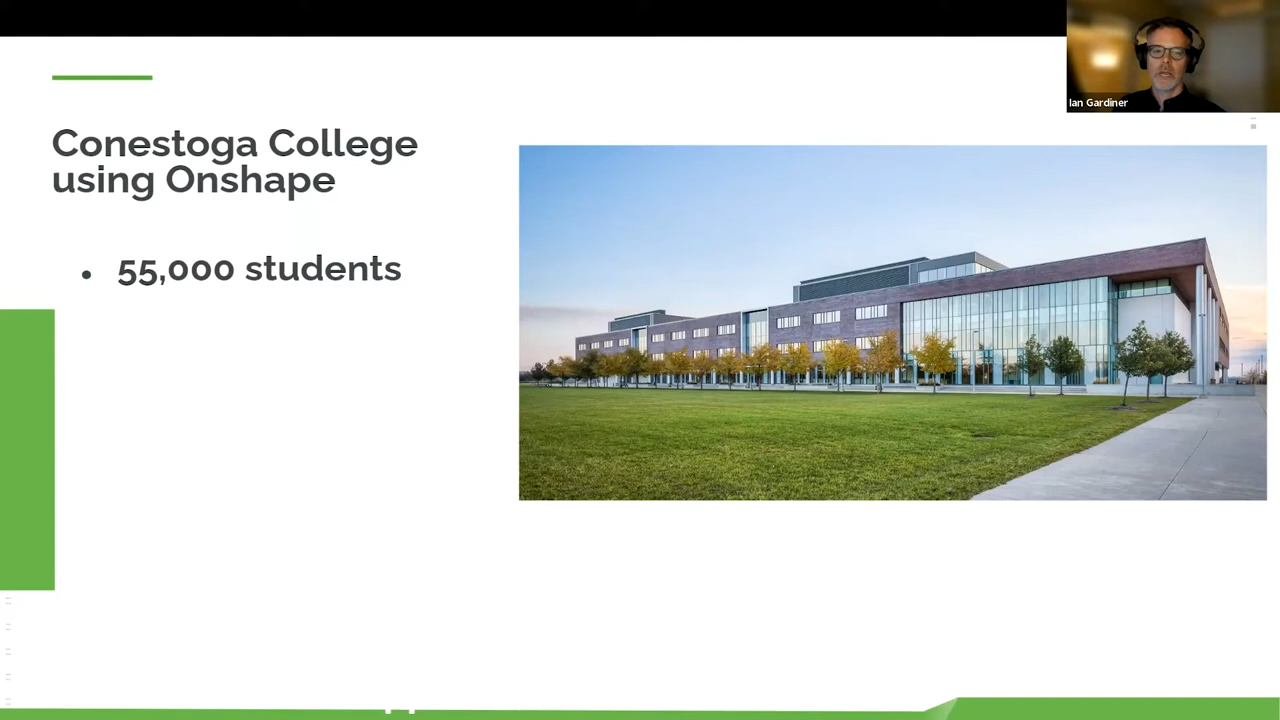 Ian Gardiner
Conestoga College
using Onshape
• 55,000 students